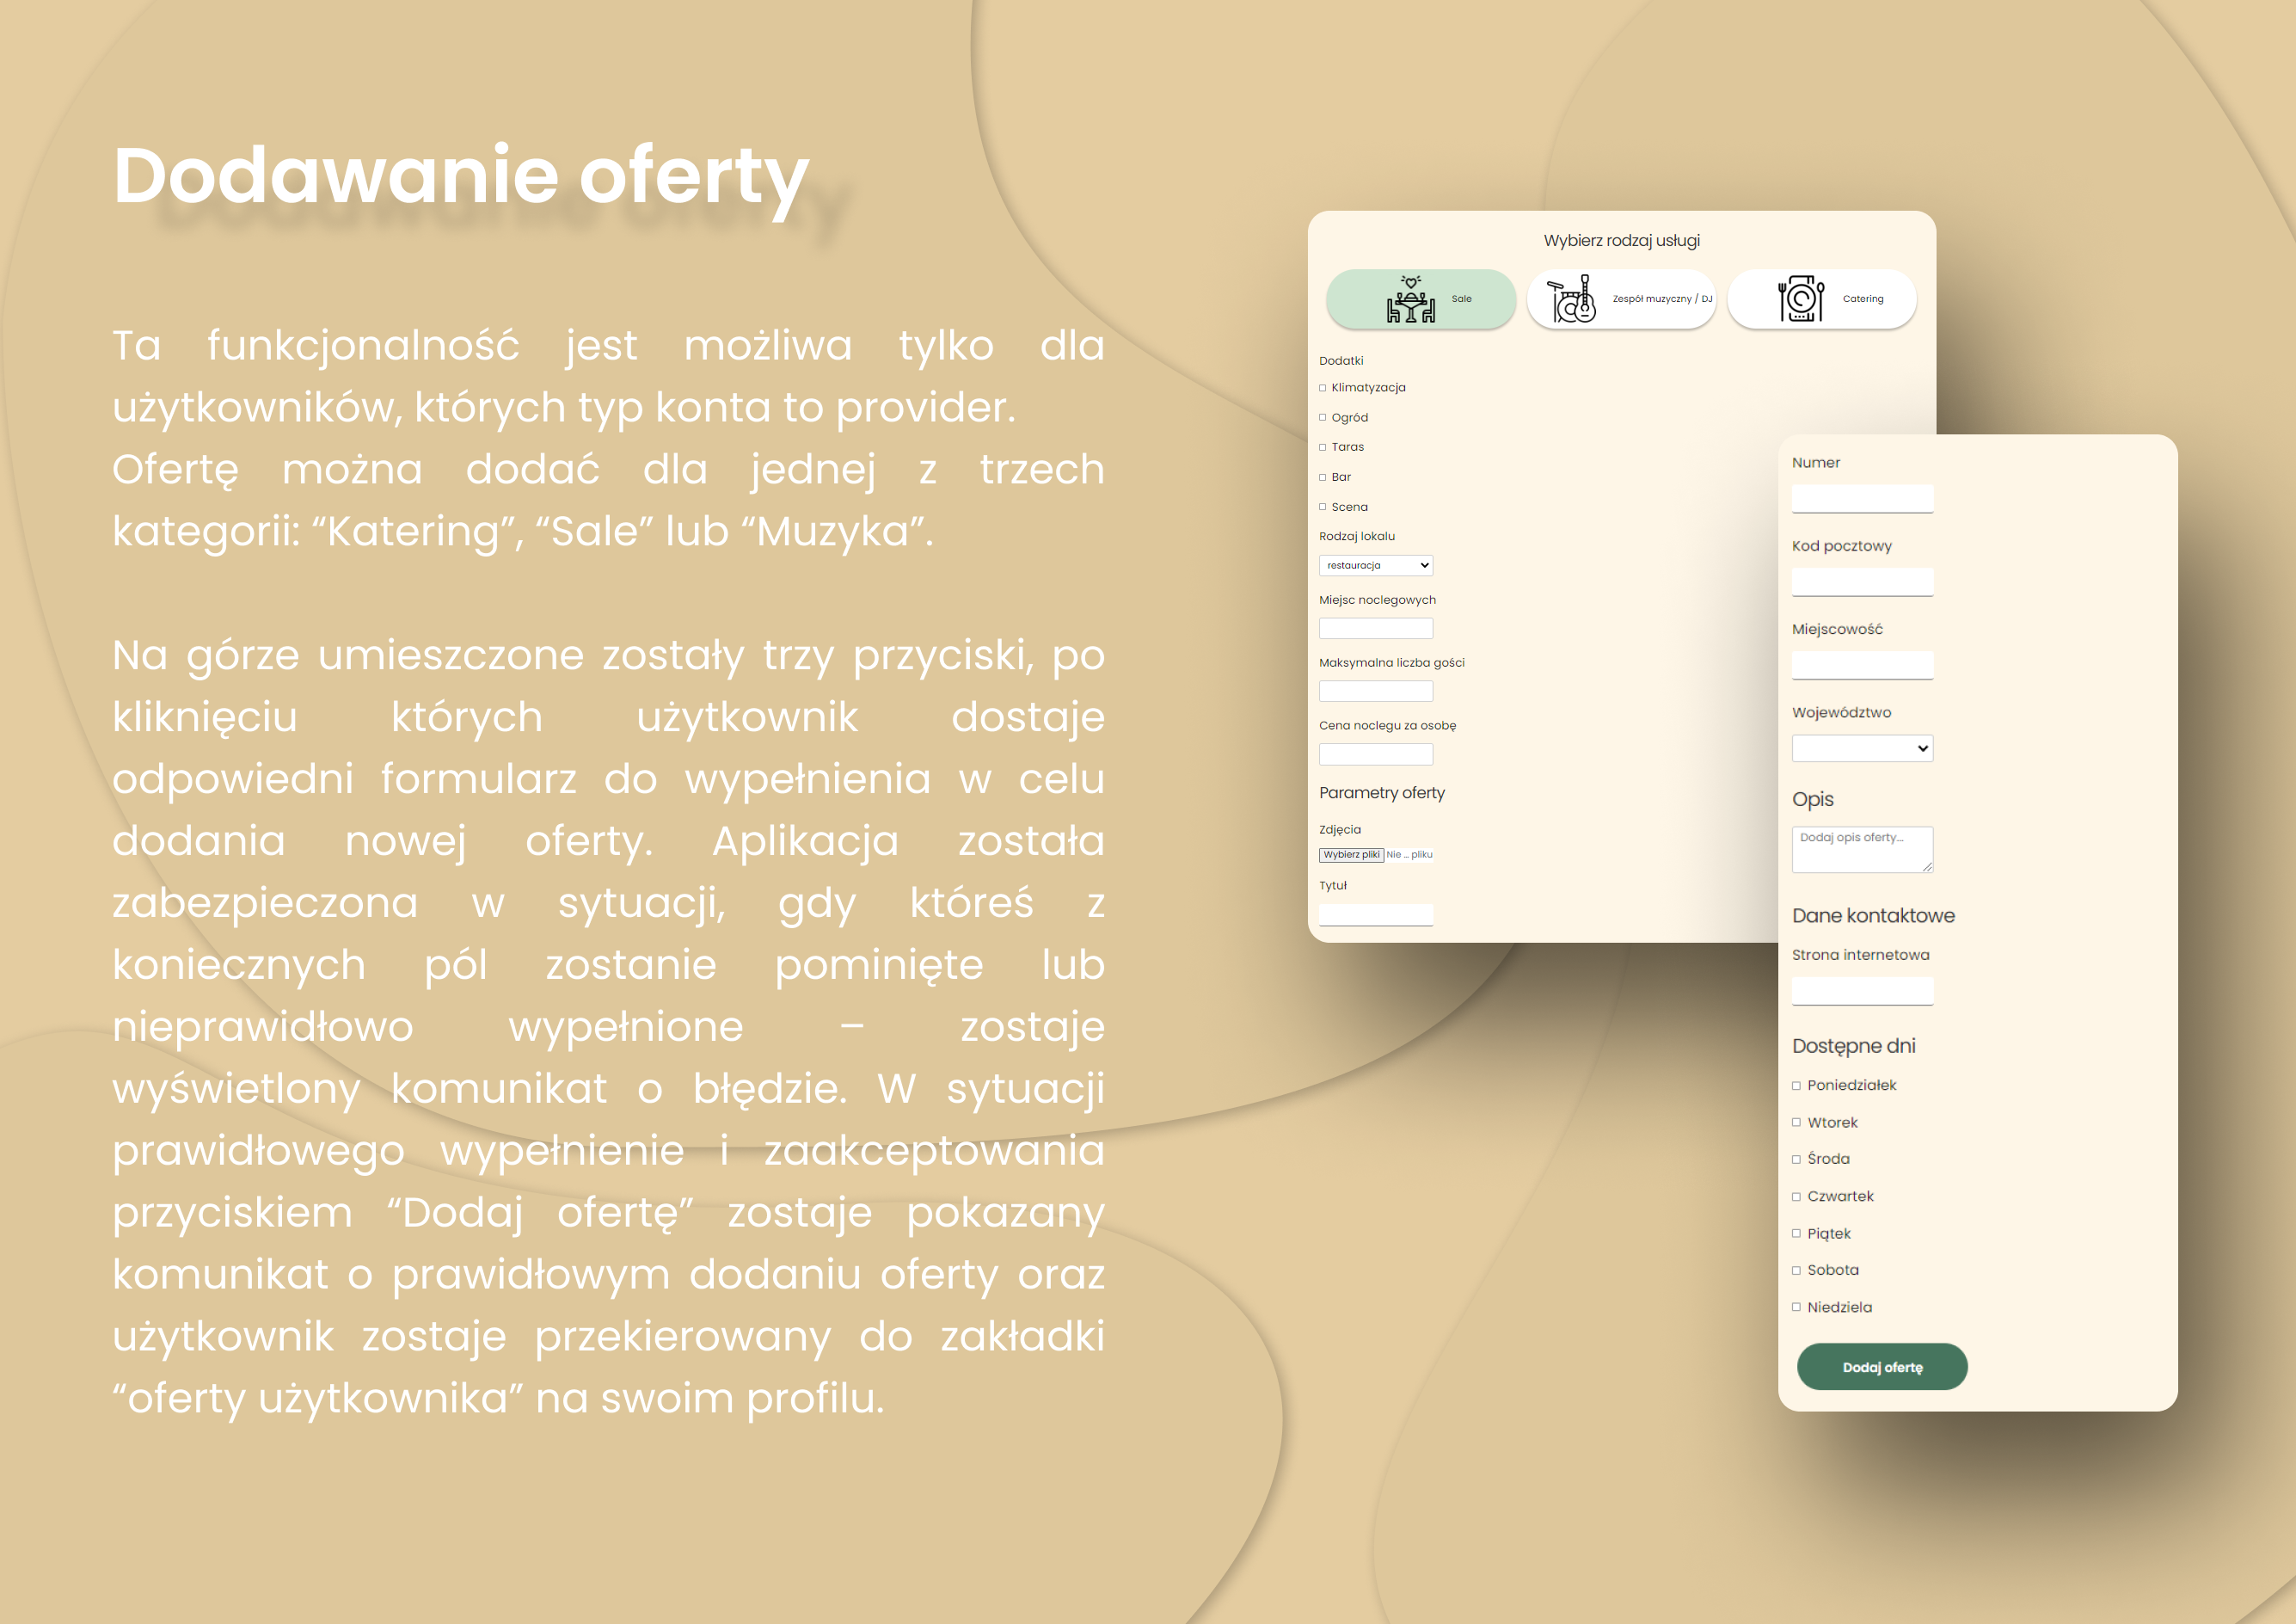 Dodawanie oferty
Ta funkcjonalność jest możliwa tylko dla
użytkowników, których typ konta to provider.
Ofertę można dodać dla jednej z trzech
kategorii: “Katering”, “Sale” lub “Muzyka”.
Na górze umieszczone zostały trzy przyciski, po
kliknięciu których użytkownik dostaje
odpowiedni formularz do wypełnienia w celu
dodania nowej oferty. Aplikacja została
zabezpieczona w sytuacji, gdy któreś z
koniecznych pól zostanie pominięte lub
nieprawidłowo wypełnione – zostaje
wyświetlony komunikat o błędzie. W sytuacji
prawidłowego wypełnienie i zaakceptowania
przyciskiem “Dodaj ofertę” zostaje pokazany
komunikat o prawidłowym dodaniu oferty oraz
użytkownik zostaje przekierowany do zakładki
“oferty użytkownika” na swoim profilu.
Wybierz rodzaj usługi
Sale
Zespół muzyczny / DJ
Catering
Dodatki
Klimatyzacja
Ogród
Taras
Bar
Scena
Rodzaj lokalu
restauracja
Miejsc noclegowych
Maksymalna liczba gości
Cena noclegu za osobę
Parametry oferty
Zdjęcia
Wybierz pliki Nie ... pliku
Tytuł
Numer
Kod pocztowy
Miejscowość
Województwo
Opis
Dodaj opis oferty...
Dane kontaktowe
Strona internetowa
Dostępne dni
Poniedziałek
Wtorek
Środa
Czwartek
Piątek
Sobota
Niedziela
Dodaj ofertę